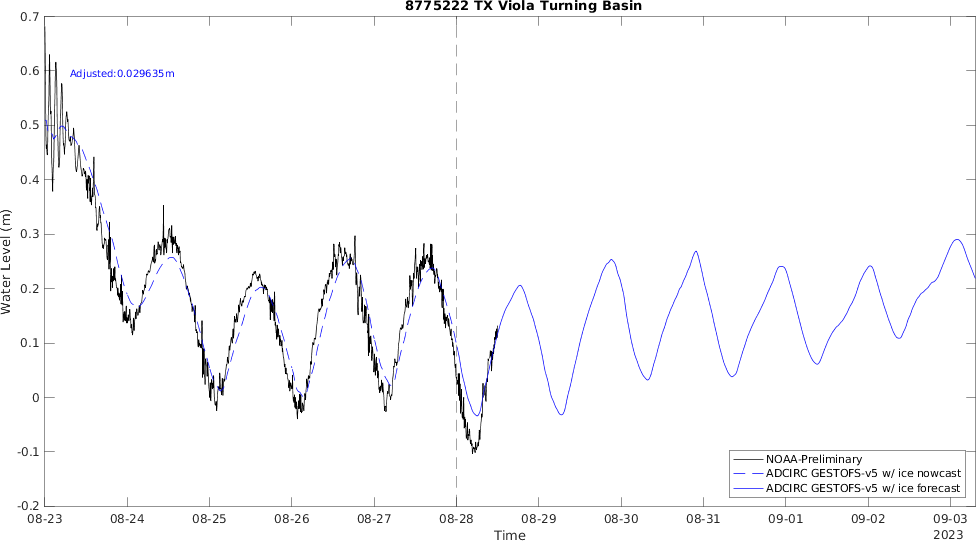 8775222 TX Viola Turning Basin
0.7
0.6
0.5
0.4
0.3
0.2
0.1
0
-0.1
-0.2
Water Level (m)
Adjusted:0.029635m
NOAA-Preliminary
ADCIRC GESTOFS-v5 w/ ice nowcast
ADCIRC GESTOFS-v5 w/ ice forecast
08-23 08-24 08-25 08-26 08-27 08-28 08-29 08-30 08-31 09-01 09-02 09-03
2023
Time